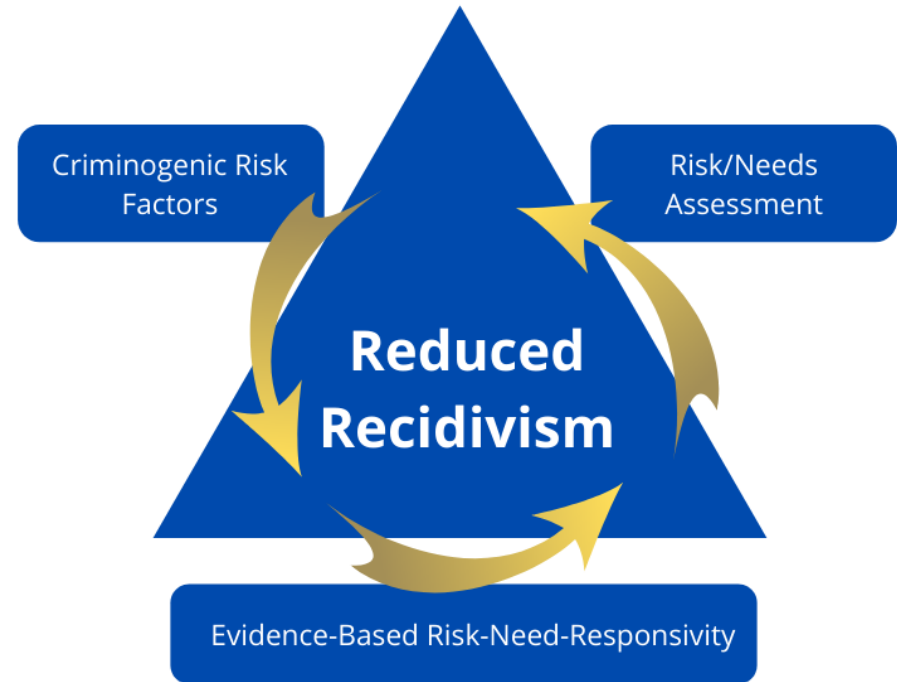 Criminogenic Risk
Factors
Risk/Needs
Assessment
Reduced
Recidivism
Evidence-Based Risk-Need-Responsivity